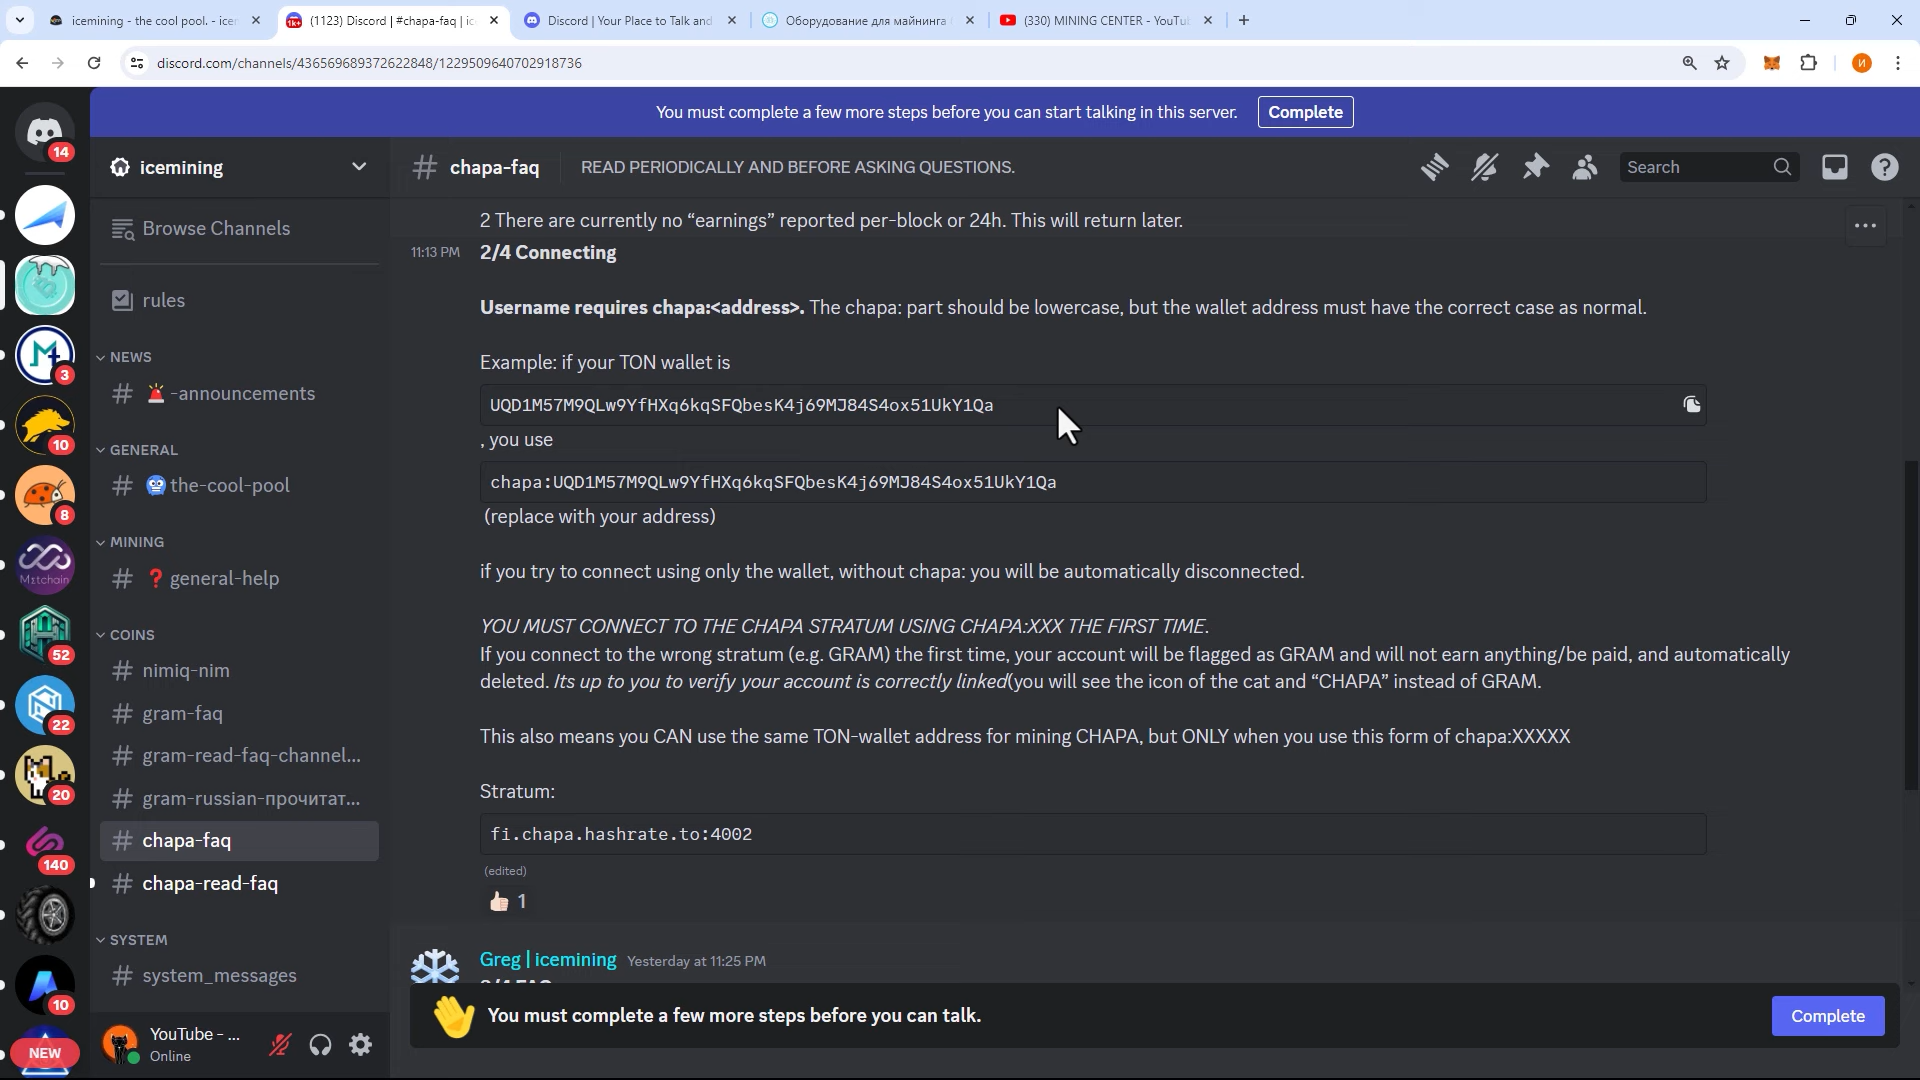 icemining - the cool pool. - icer
(1123) Discord | #chapa-faq | ic
Discord | Your Place to Talk and
Оборудование для майнинга
(330) MINING CENTER - YouTu
discord.com/channels/436569689372622848/1229509640702918736
И
You must complete a few more steps before you can start talking in this server.
Complete
14
icemining
# chapa-faq
READ PERIODICALLY AND BEFORE ASKING QUESTIONS.
Search
Browse Channels
rules
NEWS
# -announcements
GENERAL
# the-cool-pool
MINING
# ❓general-help
COINS
# nimiq-nim
# gram-faq
# gram-read-faq-channel...
# gram-russian-прочитат...
# chapa-faq
# chapa-read-faq
SYSTEM
# system_messages
3
10
8
M±tchain
52
22
20
140
10
NEW
YouTube - ...
Online
2 There are currently no “earnings” reported per-block or 24h. This will return later.
11:13 PM 2/4 Connecting
Username requires chapa:<address>. The chapa: part should be lowercase, but the wallet address must have the correct case as normal.
Example: if your TON wallet is
UQD1M57M9QLw9YfHXq6kqSFQbesK4j69MJ84S4ox51UkY1Qa
, you use
chapa:UQD1M57M9QLw9YfHXq6kqSFQbesK4j69MJ84S4ox51UkY1Qa
(replace with your address)
if you try to connect using only the wallet, without chapa: you will be automatically disconnected.
YOU MUST CONNECT TO THE CHAPA STRATUM USING CHAPA:XXX THE FIRST TIME.
If you connect to the wrong stratum (e.g. GRAM) the first time, your account will be flagged as GRAM and will not earn anything/be paid, and automatically
deleted. Its up to you to verify your account is correctly linked(you will see the icon of the cat and “CHAPA” instead of GRAM.
This also means you CAN use the same TON-wallet address for mining CHAPA, but ONLY when you use this form of chapa:XXXXX
Stratum:
fi.chapa.hashrate.to:4002
(edited)
1
Greg | icemining Yesterday at 11:25 PM
You must complete a few more steps before you can talk.
Complete